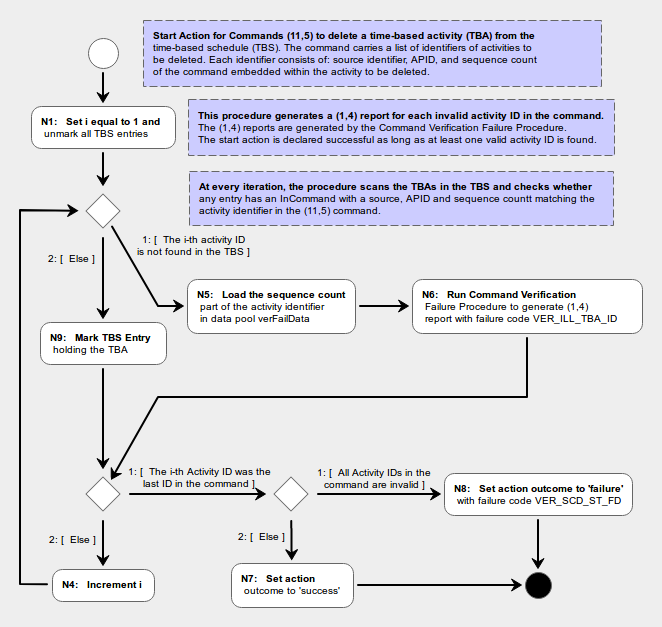 Start Action for Commands (11,5) to delete a time-based activity (TBA) from the
time-based schedule (TBS). The command carries a list of identifiers of activities to
be deleted. Each identifier consists of: source identifier, APID, and sequence count
of the command embedded within the activity to be deleted.
N1: Set i equal to 1 and
unmark all TBS entries
This procedure generates a (1,4) report for each invalid activity ID in the command.
The (1,4) reports are generated by the Command Verification Failure Procedure.
The start action is declared successful as long as at least one valid activity ID is found.
At every iteration, the procedure scans the TBAs in the TBS and checks whether
any entry has an InCommand with a source, APID and sequence countt matching the
activity identifier in the (11,5) command.
1: [ The i-th activity ID
is not found in the TBS ]
2: [ Else ]
N5: Load the sequence count
part of the activity identifier
in data pool verFailData
N6: Run Command Verification
Failure Procedure to generate (1,4)
report with failure code VER_ILL_TBA_ID
N9: Mark TBS Entry
holding the TBA
1: [ The i-th Activity ID was the
last ID in the command ]
1: [ All Activity IDs in the
command are invalid ]
N8: Set action outcome to 'failure'
with failure code VER_SCD_ST_FD
2: [ Else ]
2: [ Else ]
N4: Increment i
N7: Set action
outcome to 'success'